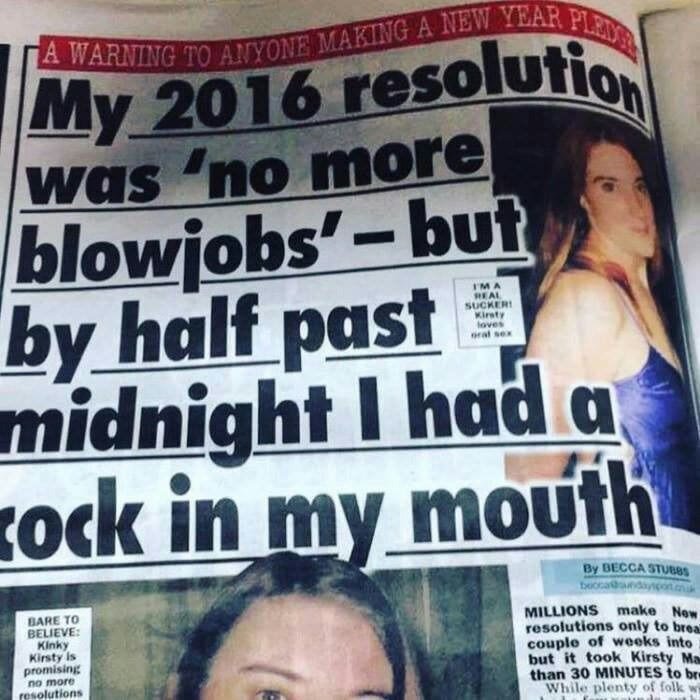 A WARNING TO ANYONE MAKING A NEW YEAR PLEDGE
My 2016 resolution
was 'no more
blowjobs' – but
by half past
midnight I had a
cock in my mouth
I'M A
REAL
SUCKER!
Kirsty
loves
oral sex
BARE TO
BELIEVE:
Kinky
Kirsty is
promising
no more
resolutions
By BECCA STUBBS
MILLIONS make New
resolutions only to brea
couple of weeks into
but it took Kirsty Ma
than 30 MINUTES to b
While plenty of folk